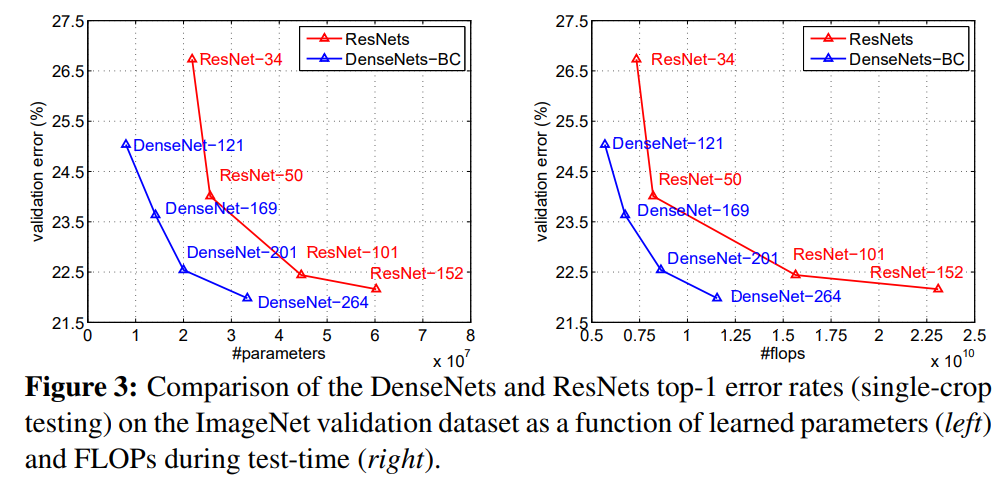 27.5
26.5
25.5
24.5
23.5
22.5
21.5
validation error (%)
ResNets
DenseNets−BC
ResNet−34
DenseNet−121
ResNet−50
DenseNet−169
DenseNet−201
ResNet−101
ResNet−152
DenseNet−264
0 1 2 3 4 5 6 7 8
#parameters
x 10^7
27.5
26.5
25.5
24.5
23.5
22.5
21.5
validation error (%)
ResNets
DenseNets−BC
ResNet−34
DenseNet−121
ResNet−50
DenseNet−169
DenseNet−201
ResNet−101
ResNet−152
DenseNet−264
0.5 0.75 1 1.25 1.5 1.75 2 2.25 2.5
#flops
x 10^10
Figure 3: Comparison of the DenseNets and ResNets top-1 error rates (single-crop
testing) on the ImageNet validation dataset as a function of learned parameters (left)
and FLOPs during test-time (right).